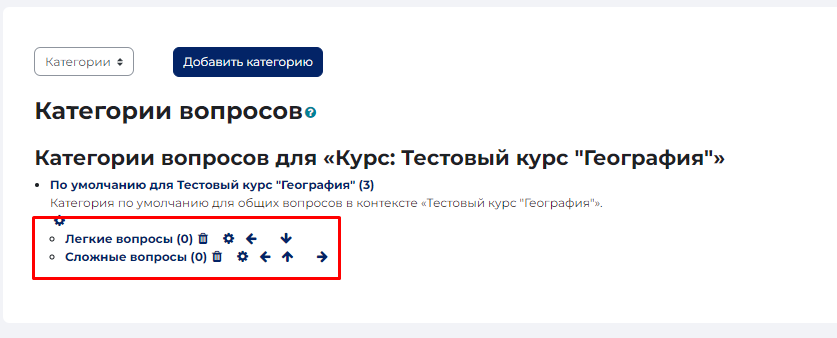 Категории
Добавить категорию
Категории вопросов
Категории вопросов для «Курс: Тестовый курс "География"»
По умолчанию для Тестовый курс "География" (3)
Категория по умолчанию для общих вопросов в контексте «Тестовый курс "География"».
Легкие вопросы (0)
Сложные вопросы (0)